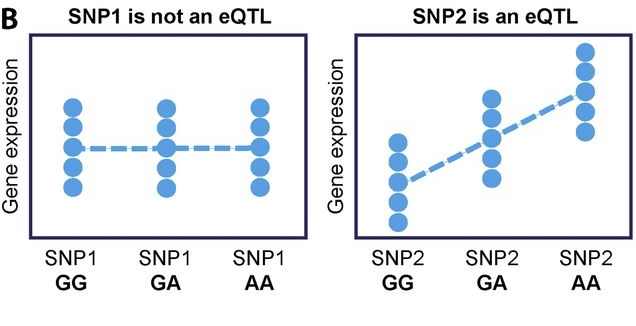 B
SNP1 is not an eQTL
Gene expression
SNP1 SNP1 SNP1
GG GA AA
SNP2 is an eQTL
Gene expression
SNP2 SNP2 SNP2
GG GA AA